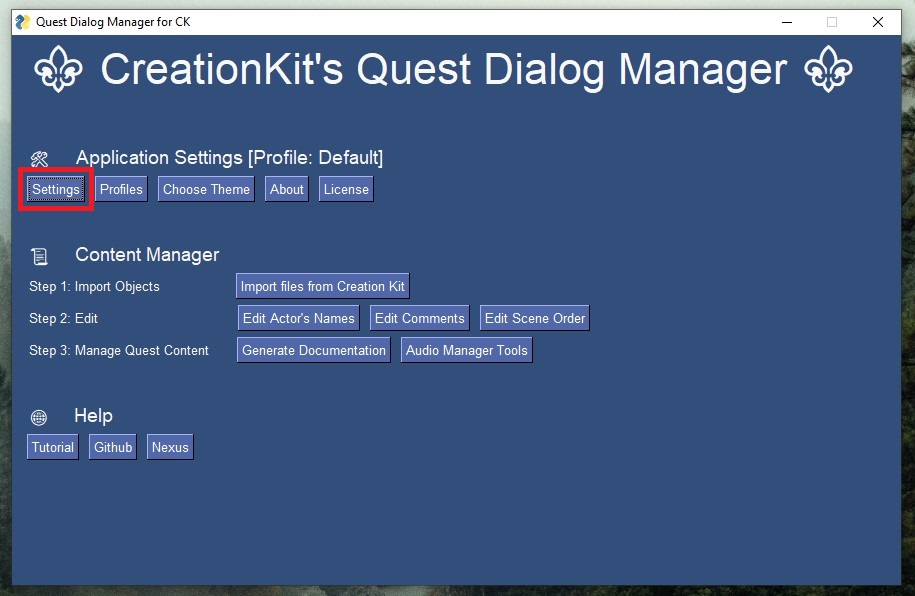 Quest Dialog Manager for CK
CreationKit's Quest Dialog Manager
Application Settings [Profile: Default]
Settings Profiles Choose Theme About License
Content Manager
Step 1: Import Objects Import files from Creation Kit
Step 2: Edit Edit Actor's Names Edit Comments Edit Scene Order
Step 3: Manage Quest Content Generate Documentation Audio Manager Tools
Help
Tutorial Github Nexus